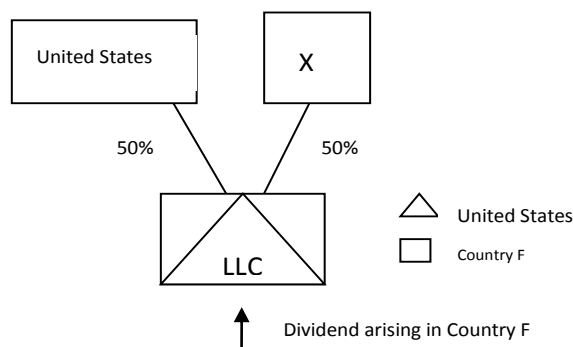 United States
X
50%
50%
LLC
United States
Country F
Dividend arising in Country F